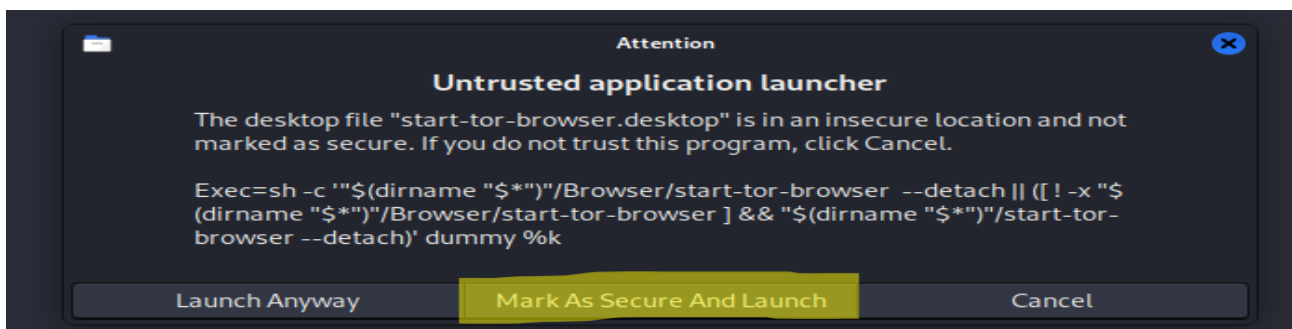 Attention
Untrusted application launcher
The desktop file "start-tor-browser.desktop" is in an insecure location and not
marked as secure. If you do not trust this program, click Cancel.
Exec=sh -c '"$(dirname "$*")"/Browser/start-tor-browser --detach || ([ ! -x "$
(dirname "$*")"/Browser/start-tor-browser ] && "$(dirname "$*")"/start-tor-
browser --detach)' dummy %k
Launch Anyway Mark As Secure And Launch Cancel